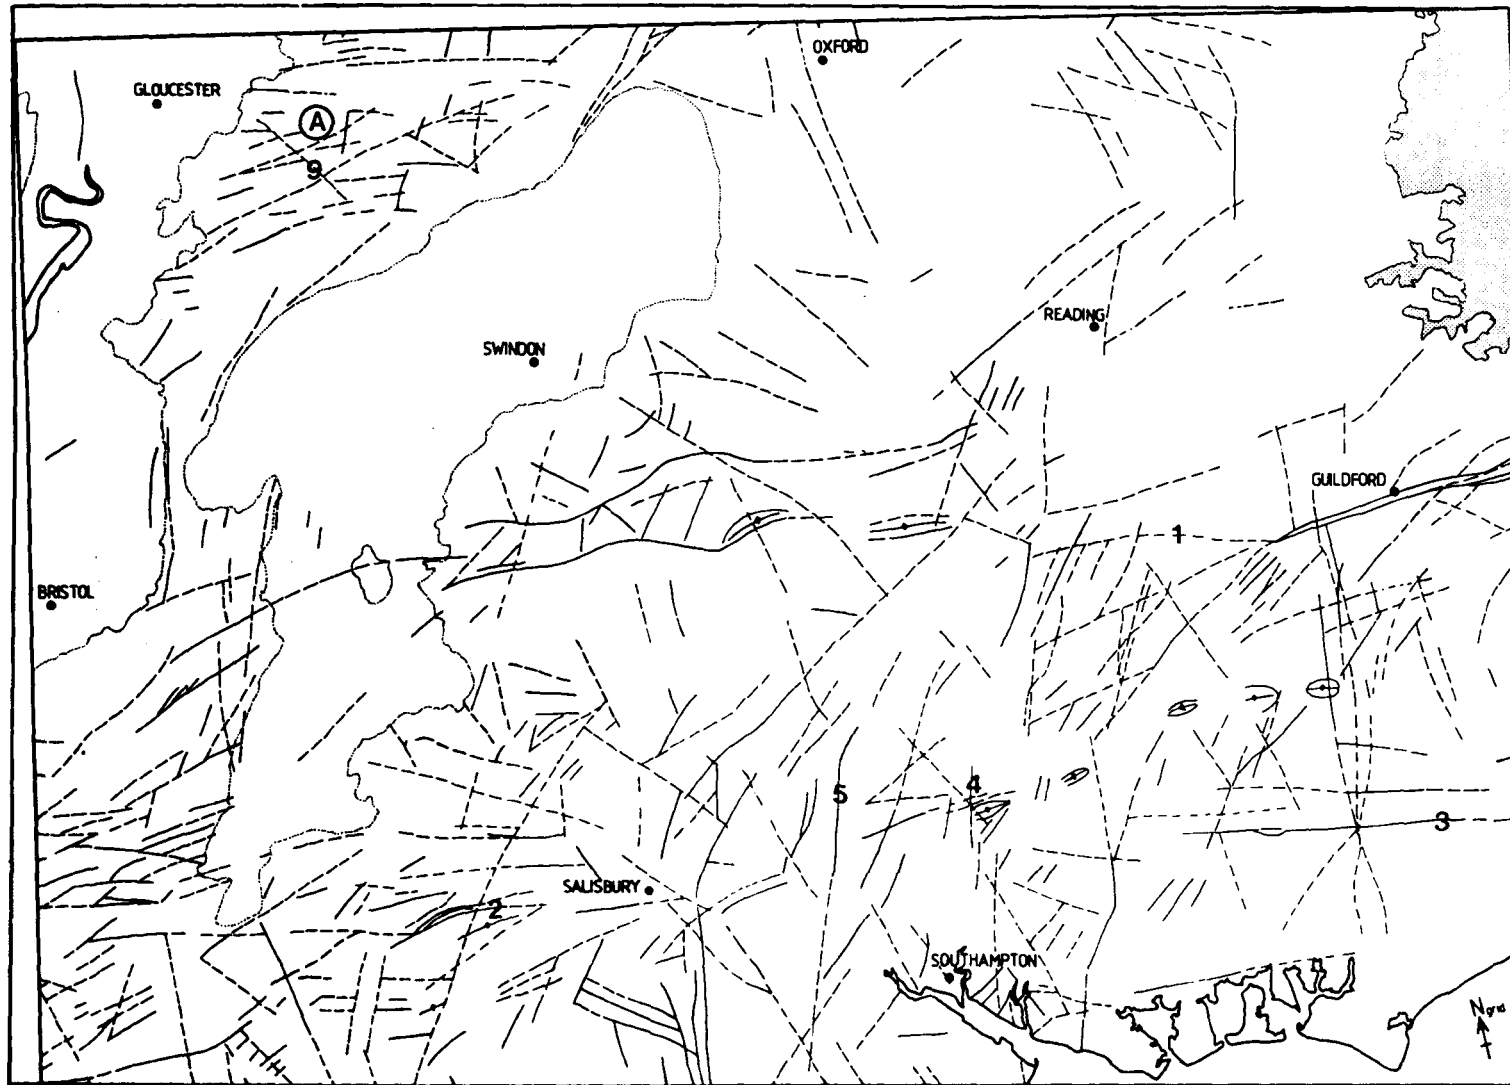 OXFORD
GLOUCESTER
A
9
READING
SWINDON
GUILDFORD
1
BRISTOL
4
5
3
SALISBURY
2
SOUTHAMPTON
N grid